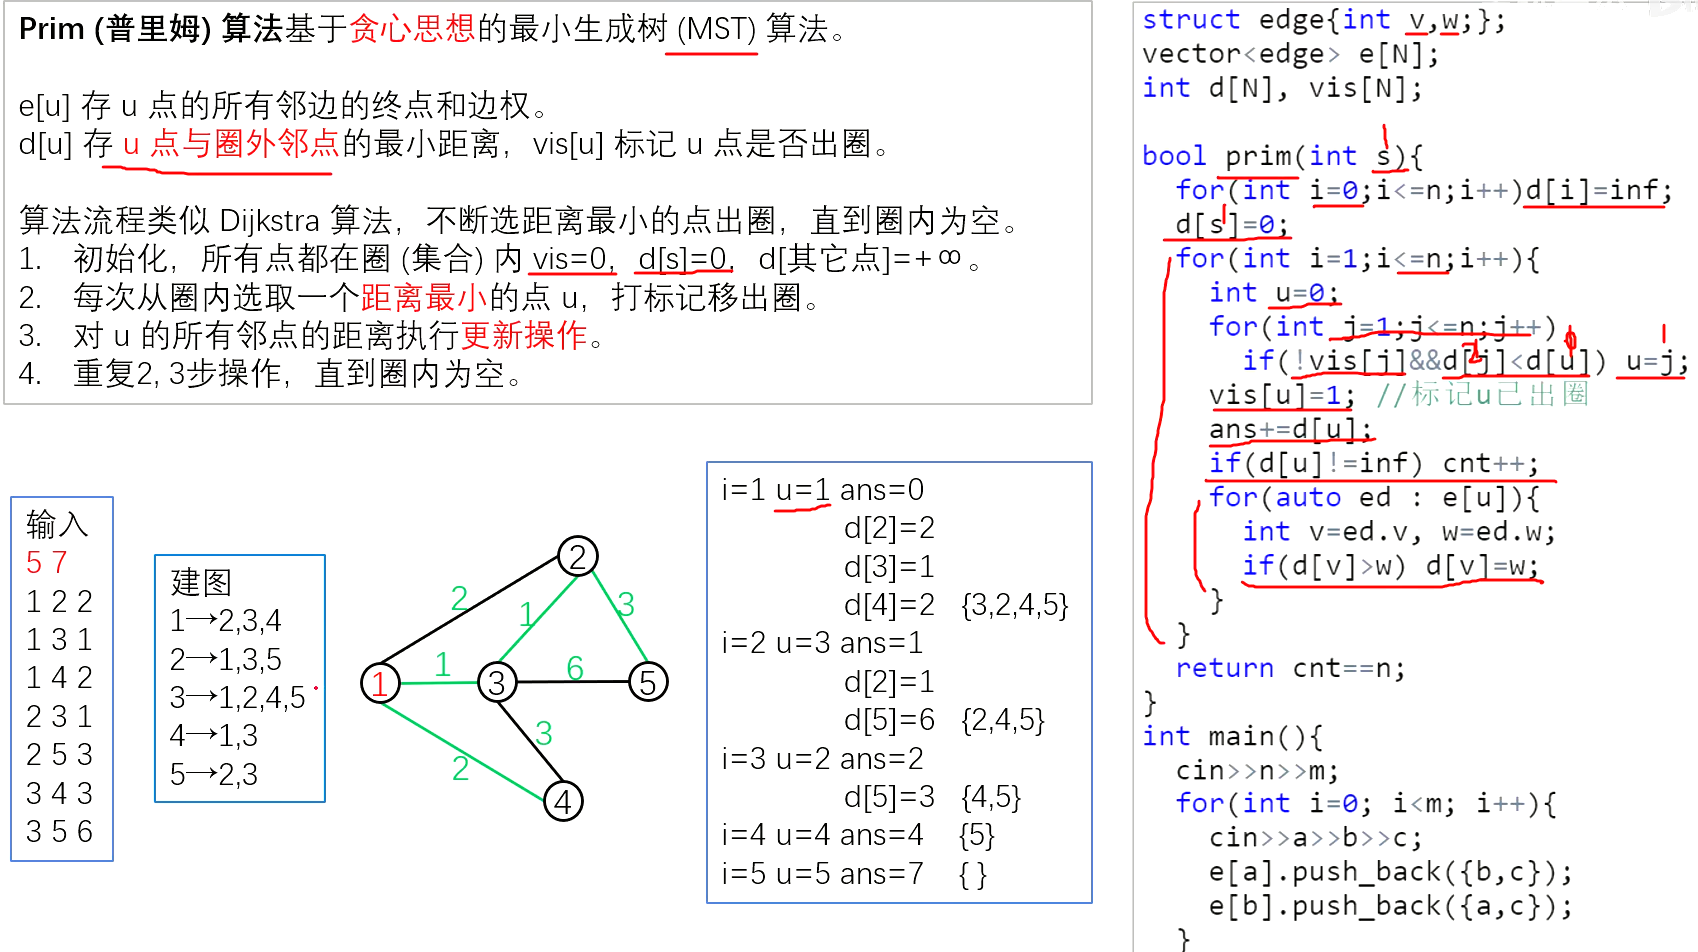 Prim (普里姆) 算法基于贪心思想的最小生成树 (MST) 算法。
e[u] 存 u 点的所有邻边的终点和边权。
d[u] 存 u 点与圈外邻点的最小距离，vis[u] 标记 u 点是否出圈。
算法流程类似 Dijkstra 算法，不断选距离最小的点出圈，直到圈内为空。
1. 初始化，所有点都在圈 (集合) 内 vis=0，d[s]=0，d[其它点]=+∞。
2. 每次从圈内选取一个距离最小的点 u，打标记移出圈。
3. 对 u 的所有邻点的距离执行更新操作。
4. 重复2, 3步操作，直到圈内为空。
输入
5 7
1 2 2
1 3 1
1 4 2
2 3 1
2 5 3
3 4 3
3 5 6
建图
1→2,3,4
2→1,3,5
3→1,2,4,5
4→1,3
5→2,3
2
2
1
3
1
1
3
6
5
3
2
4
i=1 u=1 ans=0
d[2]=2
d[3]=1
d[4]=2 {3,2,4,5}
i=2 u=3 ans=1
d[2]=1
d[5]=6 {2,4,5}
i=3 u=2 ans=2
d[5]=3 {4,5}
i=4 u=4 ans=4 {5}
i=5 u=5 ans=7 { }
struct edge{int v,w;};
vector<edge> e[N];
int d[N], vis[N];
1
bool prim(int s){
for(int i=0;i<=n;i++)d[i]=inf;
1
d[s]=0;
for(int i=1;i<=n;i++){
int u=0;
for(int j=1;j<=n;j++)
1 0 1
if(!vis[j]&&d[j]<d[u]) u=j;
vis[u]=1; //标记u已出圈
ans+=d[u];
if(d[u]!=inf) cnt++;
for(auto ed : e[u]){
int v=ed.v, w=ed.w;
if(d[v]>w) d[v]=w;
}
}
return cnt==n;
}
int main(){
cin>>n>>m;
for(int i=0; i<m; i++){
cin>>a>>b>>c;
e[a].push_back({b,c});
e[b].push_back({a,c});
}